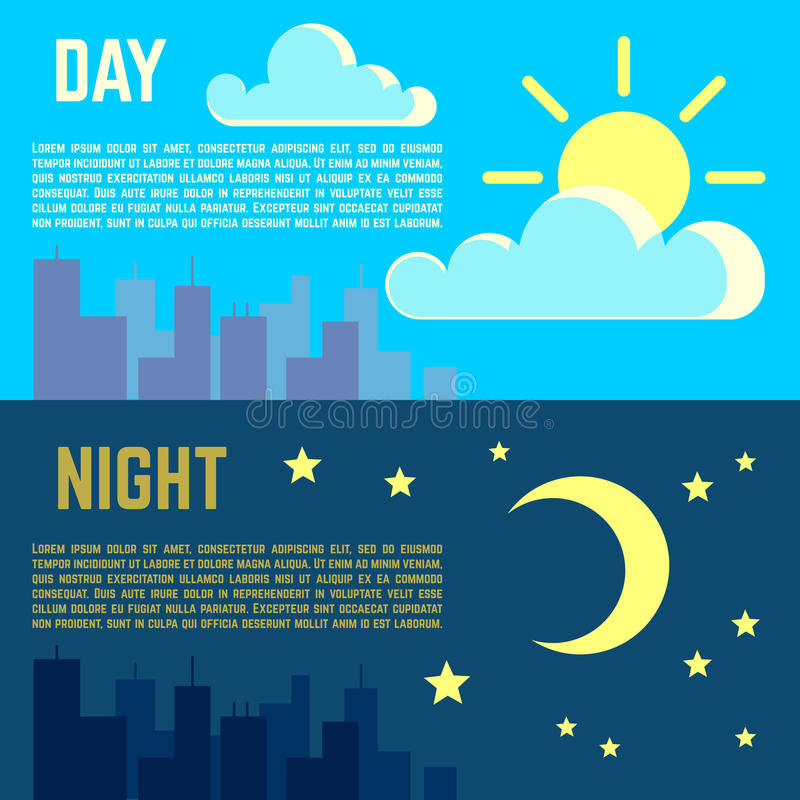 DAY
LOREM IPSUM DOLOR SIT AMET, CONSECTETUR ADIPISCING ELIT, SED DO EIUSMOD
TEMPOR INCIDIDUNT UT LABORE ET DOLORE MAGNA ALIQUA. UT ENIM AD MINIM
VENIAM, QUIS NOSTRUD EXERCITATION ULLAMCO LABORIS NISI UT ALIQUIP EX EA COMMODO
CONSEQUAT. DUIS AUTE IRURE DOLOR IN REPREHENDERIT IN VOLUPTATE VELIT ESSE
CILLUM DOLORE EU FUGIAT NULLA PARIATUR. EXCEPTEUR SINT OCCAECAT CUPIDATAT
NON PROIDENT, SUNT IN CULPA QUI OFFICIA DESERUNT MOLLIT ANIM ID EST LABORUM.
dreamstime
NIGHT
LOREM IPSUM DOLOR SIT AMET, CONSECTETUR ADIPISCING ELIT, SED DO EIUSMOD
TEMPOR INCIDIDUNT UT LABORE ET DOLORE MAGNA ALIQUA. UT ENIM AD MINIM
VENIAM, QUIS NOSTRUD EXERCITATION ULLAMCO LABORIS NISI UT ALIQUIP EX EA COMMODO
CONSEQUAT. DUIS AUTE IRURE DOLOR IN REPREHENDERIT IN VOLUPTATE VELIT ESSE
CILLUM DOLORE EU FUGIAT NULLA PARIATUR. EXCEPTEUR SINT OCCAECAT CUPIDATAT
NON PROIDENT, SUNT IN CULPA QUI OFFICIA DESERUNT MOLLIT ANIM ID EST LABORUM.
dreamstime